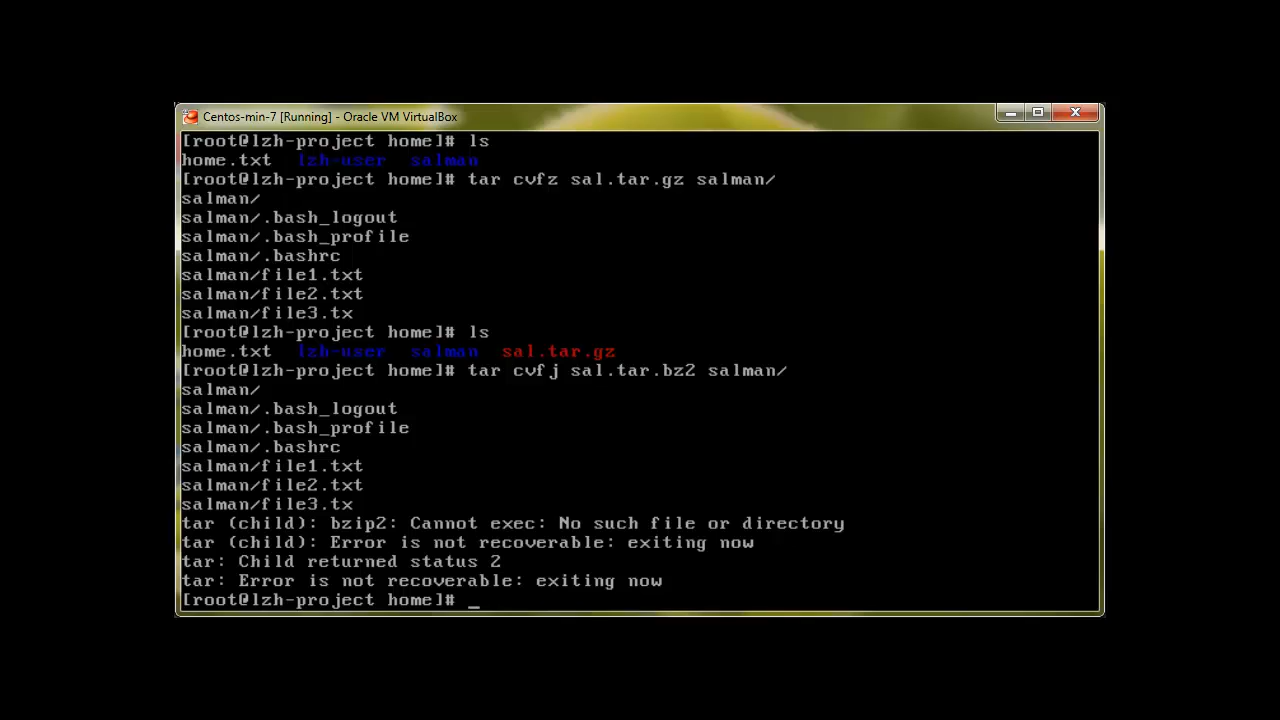 Centos-min-7 [Running] - Oracle VM VirtualBox
[root@lzh-project home]# ls
home.txt lzh-user salman
[root@lzh-project home]# tar cvfz sal.tar.gz salman/
salman/
salman/.bash_logout
salman/.bash_profile
salman/.bashrc
salman/file1.txt
salman/file2.txt
salman/file3.tx
[root@lzh-project home]# ls
home.txt lzh-user salman sal.tar.gz
[root@lzh-project home]# tar cvfj sal.tar.bz2 salman/
salman/
salman/.bash_logout
salman/.bash_profile
salman/.bashrc
salman/file1.txt
salman/file2.txt
salman/file3.tx
tar (child): bzip2: Cannot exec: No such file or directory
tar (child): Error is not recoverable: exiting now
tar: Child returned status 2
tar: Error is not recoverable: exiting now
[root@lzh-project home]# _